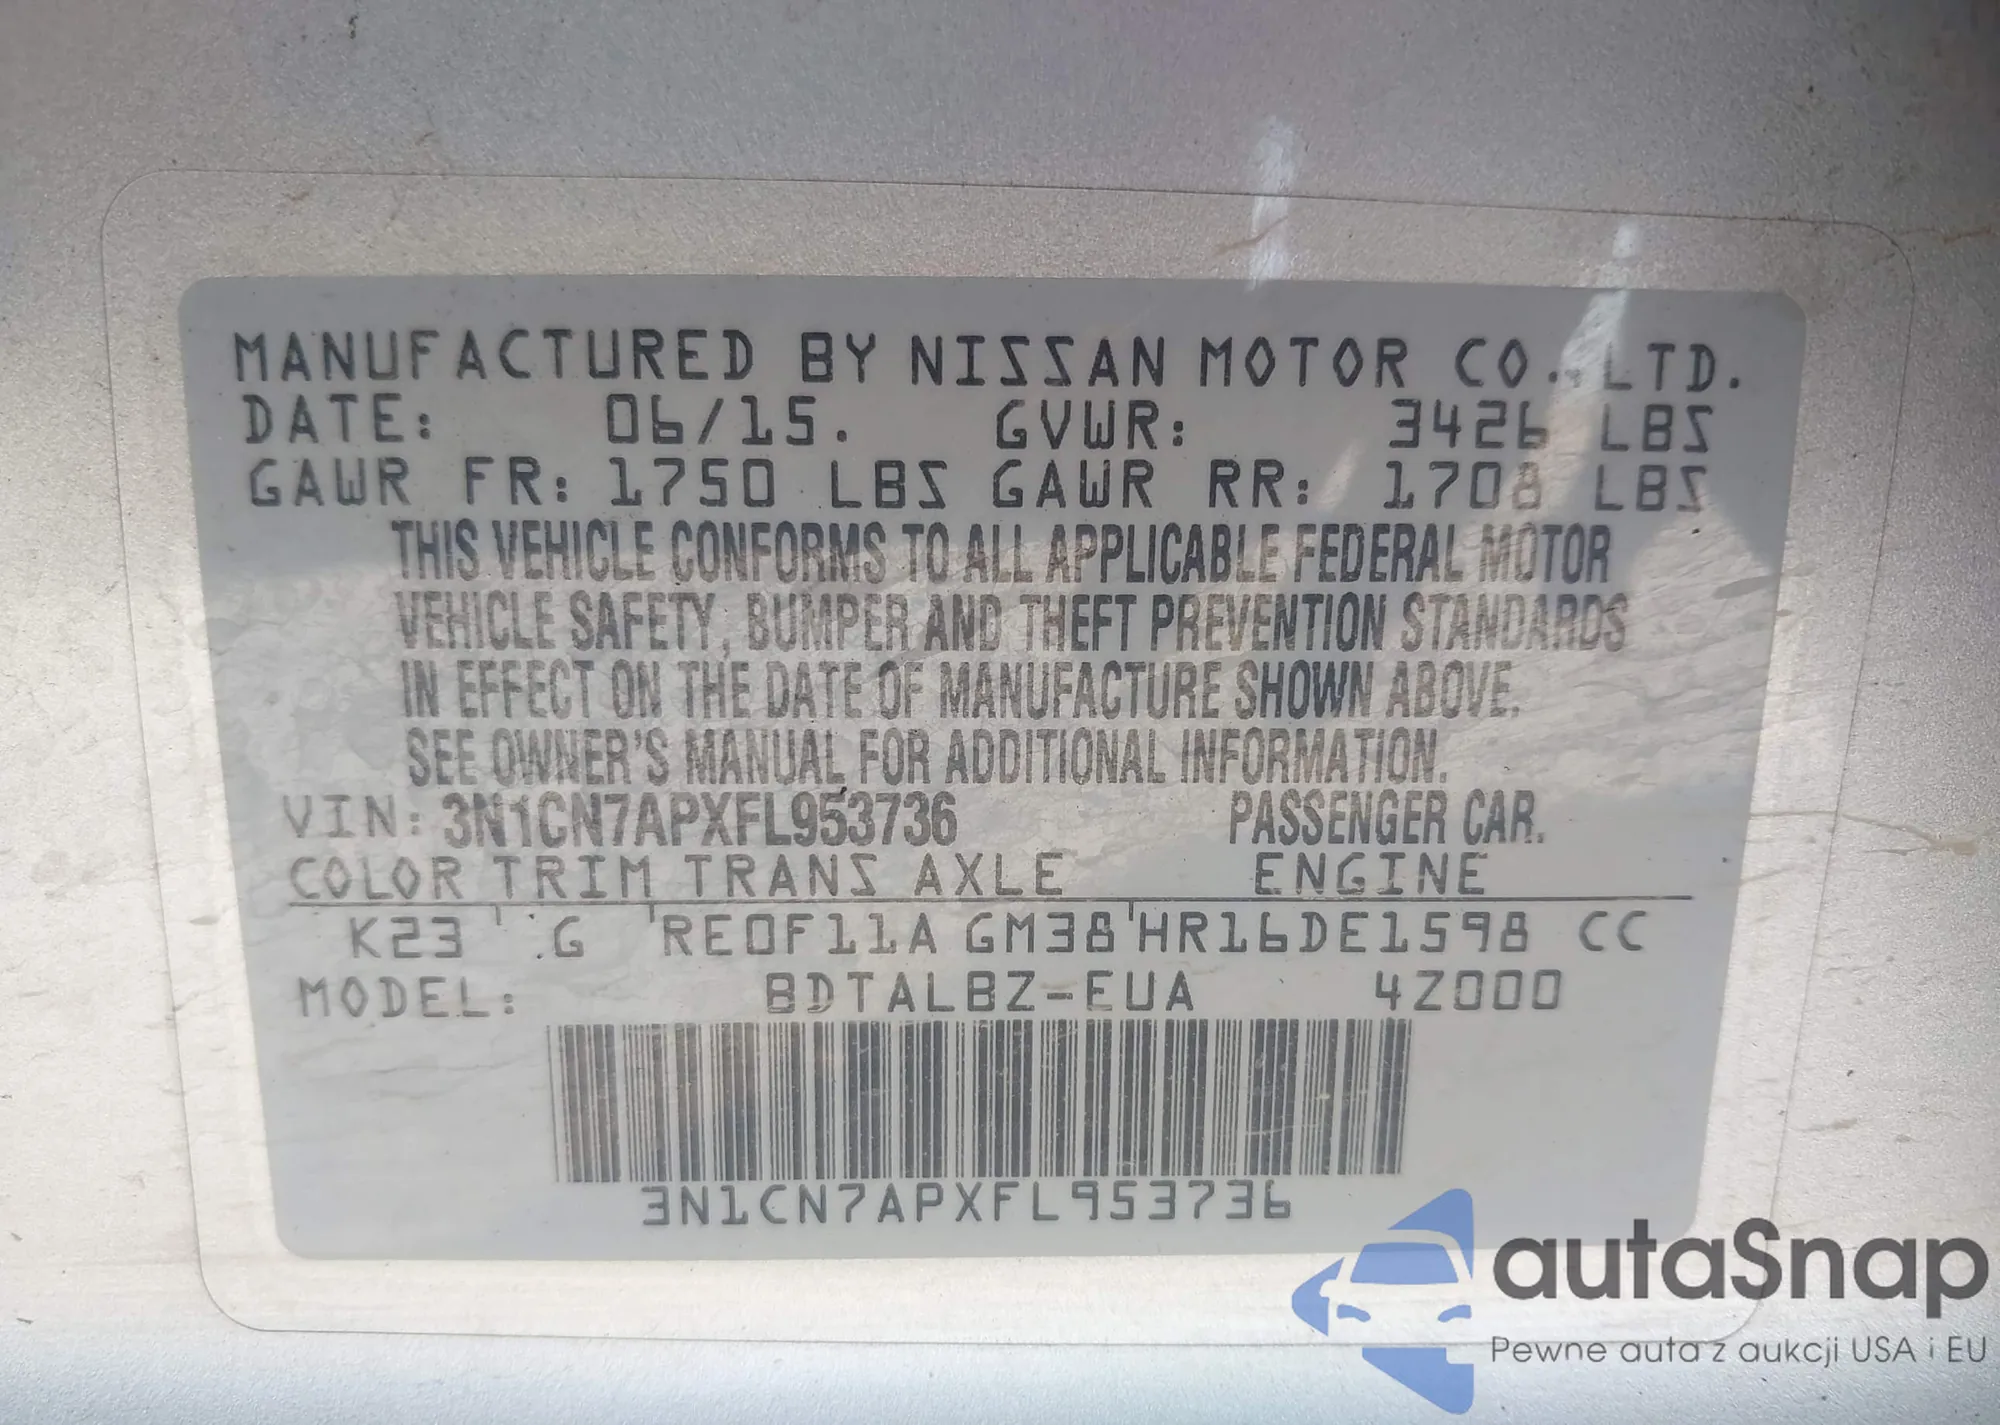 MANUFACTURED BY NISSAN MOTOR CO., LTD.
DATE: 06/15. GVWR: 3426 LBS
GAWR FR: 1750 LBS GAWR RR: 1708 LBS
THIS VEHICLE CONFORMS TO ALL APPLICABLE FEDERAL MOTOR
VEHICLE SAFETY, BUMPER AND THEFT PREVENTION STANDARDS
IN EFFECT ON THE DATE OF MANUFACTURE SHOWN ABOVE.
SEE OWNER'S MANUAL FOR ADDITIONAL INFORMATION.
VIN: 3N1CN7APXFL953736 PASSENGER CAR.
COLOR TRIM TRANS AXLE ENGINE
K23 ' .G 'RE0F11A GM38'HR16DE1598 CC
MODEL: BDTALBZ-EUA 4Z000
3N1CN7APXFL953736
autaSnap
Pewne auta z aukcji USA i EU